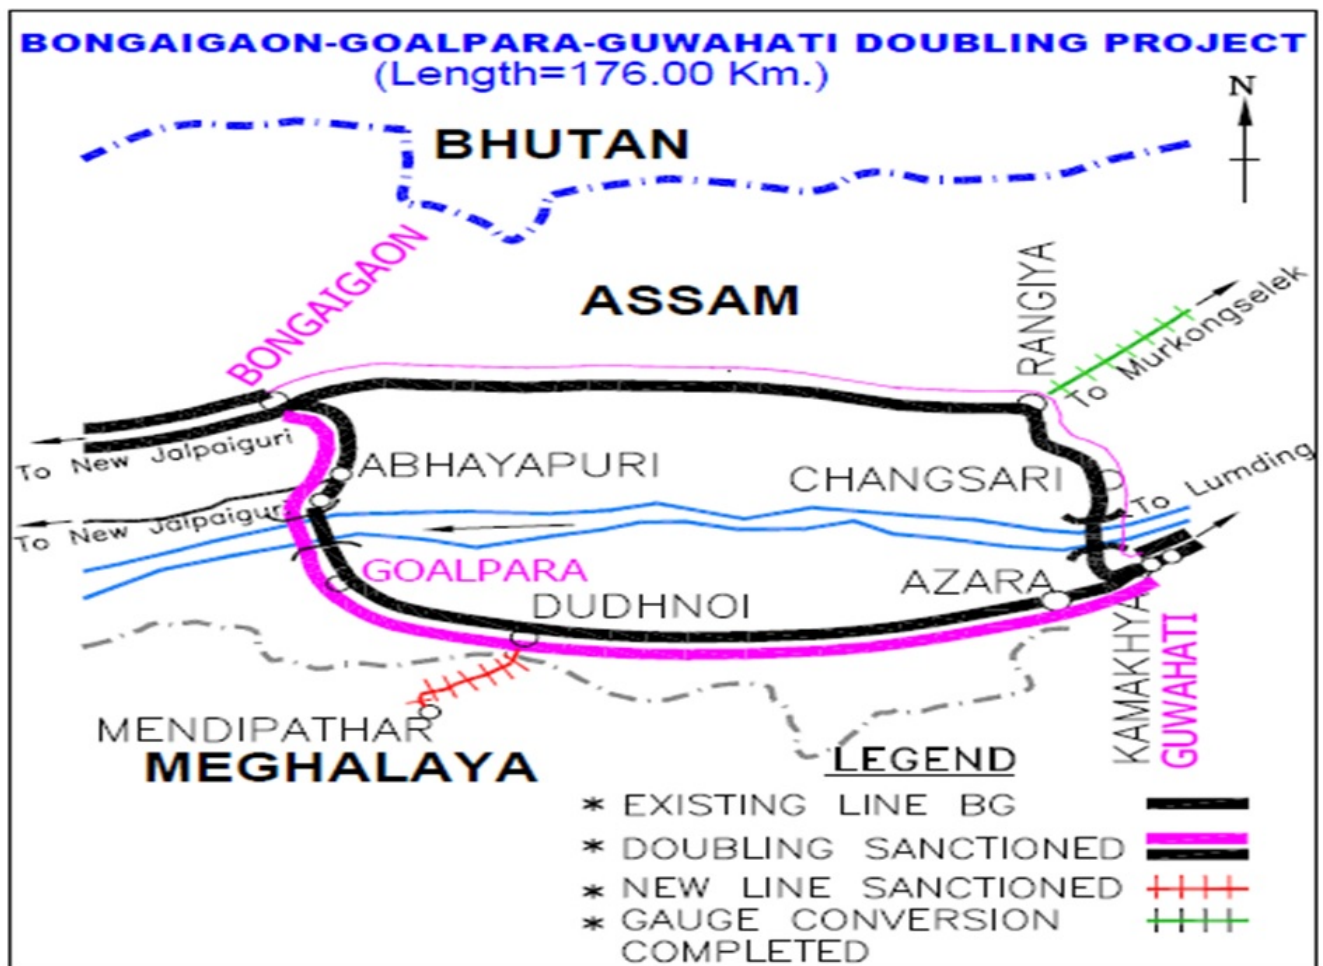 BONGAIGAON-GOALPARA-GUWAHATI DOUBLING PROJECT
(Length=176.00 Km.)
N
BHUTAN
BONGAIGAON
ASSAM
RANGIYA
To Murkongselek
To New Jalpaiguri
ABHAYAPURI
CHANGSARI
To Lumding
To New Jalpaiguri
GOALPARA
DUDHNOI
AZARA
KAMAKHYA
GUWAHATI
MENDIPATHAR
MEGHALAYA
LEGEND
* EXISTING LINE BG
* DOUBLING SANCTIONED
* NEW LINE SANCTIONED
* GAUGE CONVERSION
COMPLETED